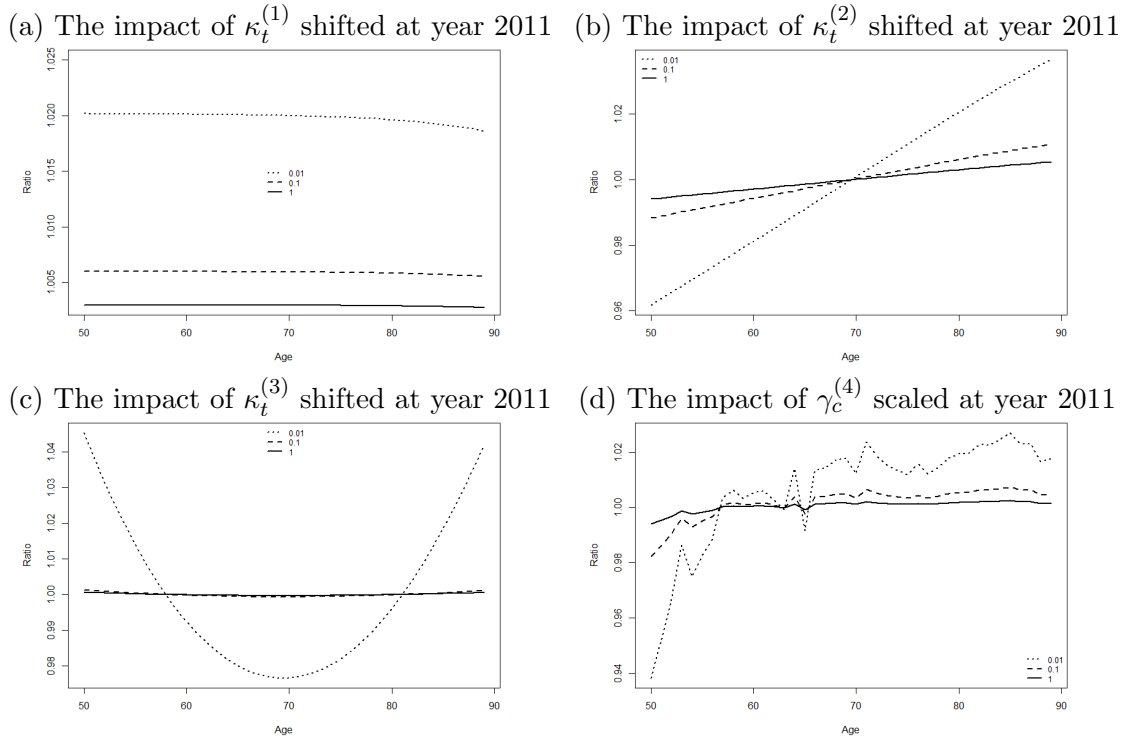 (a) The impact of κ_t^{(1)} shifted at year 2011
(b) The impact of κ_t^{(2)} shifted at year 2011
1.025
1.020
1.015
1.010
1.005
Ratio
0.01
0.1
1
50 60 70 80 90
Age
0.01
0.1
1
1.02
1.00
0.98
0.96
Ratio
50 60 70 80 90
Age
(c) The impact of κ_t^{(3)} shifted at year 2011
(d) The impact of γ_c^{(4)} scaled at year 2011
0.01
0.1
1
1.04
1.03
1.02
1.01
1.00
0.99
0.98
Ratio
50 60 70 80 90
Age
1.02
1.00
0.98
0.96
0.94
Ratio
0.01
0.1
1
50 60 70 80 90
Age